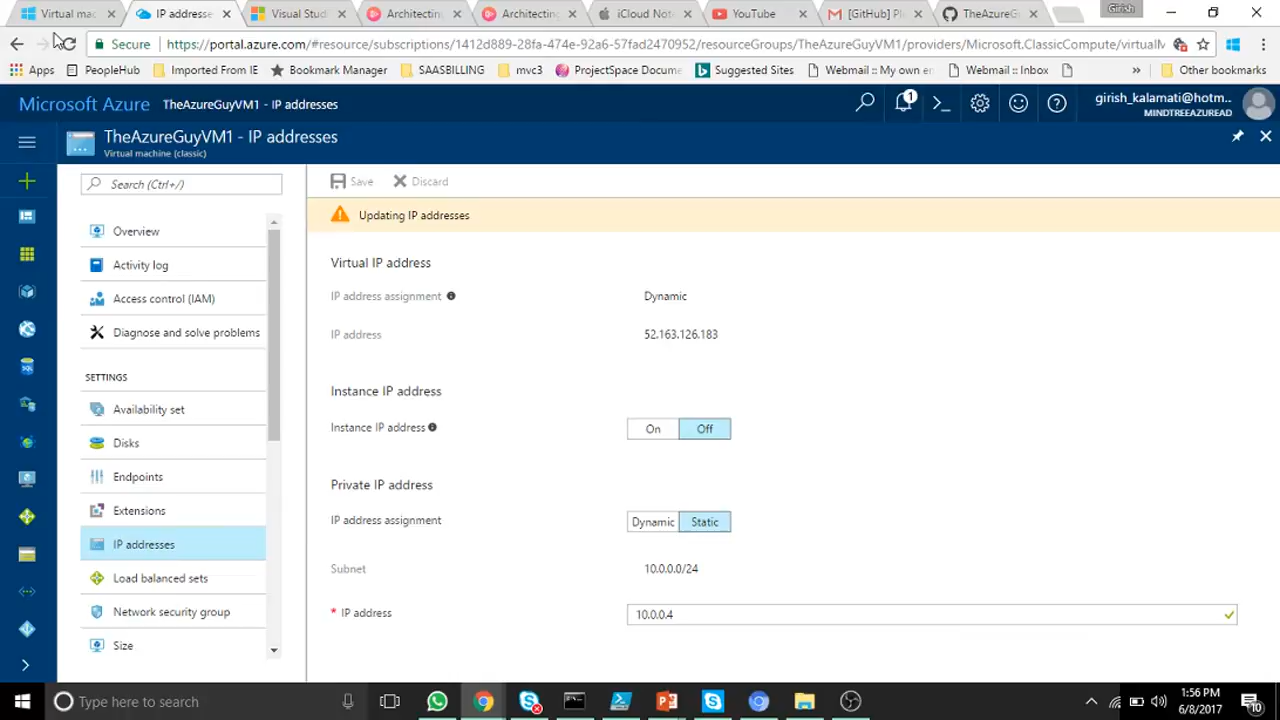 Virtual mac
IP addresse
Visual Stud
Architectin
Architectin
iCloud Not
YouTube
[GitHub] Pl
TheAzureG
Girish
Secure
https://portal.azure.com/#resource/subscriptions/1412d889-28fa-474e-92a6-57fad2470952/resourceGroups/TheAzureGuyVM1/providers/Microsoft.ClassicCompute/virtualM
Apps
PeopleHub
Imported From IE
Bookmark Manager
SAASBILLING
mvc3
ProjectSpace Docume
Suggested Sites
Webmail :: My own e
Webmail :: Inbox
Other bookmarks
Microsoft Azure
TheAzureGuyVM1 - IP addresses
1
girish_kalamati@hotm..
MINDTREEAZUREAD
TheAzureGuyVM1 - IP addresses
Virtual machine (classic)
Search (Ctrl+/)
Save
Discard
Updating IP addresses
Overview
Activity log
Access control (IAM)
Diagnose and solve problems
SETTINGS
Availability set
Disks
Endpoints
Extensions
IP addresses
Load balanced sets
Network security group
Size
Virtual IP address
IP address assignment
Dynamic
IP address
52.163.126.183
Instance IP address
Instance IP address
On
Off
Private IP address
IP address assignment
Dynamic
Static
Subnet
10.0.0.0/24
* IP address
10.0.0.4
Type here to search
1:56 PM
6/8/2017
10